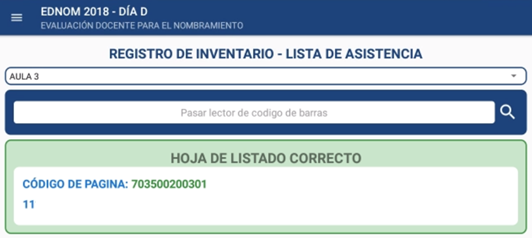 EDNOM 2018 - DÍA D
EVALUACIÓN DOCENTE PARA EL NOMBRAMIENTO
REGISTRO DE INVENTARIO - LISTA DE ASISTENCIA
AULA 3
Pasar lector de codigo de barras
HOJA DE LISTADO CORRECTO
CÓDIGO DE PAGINA: 703500200301
11